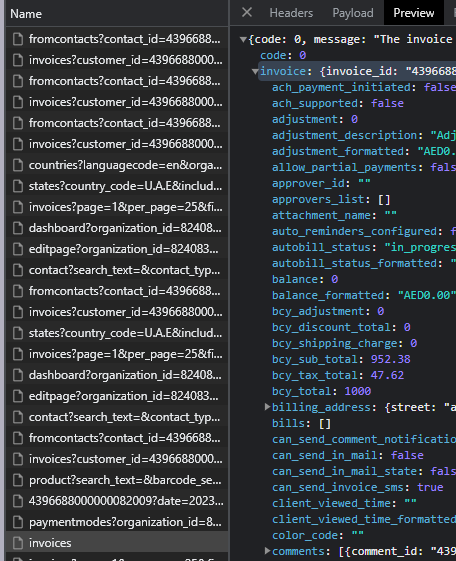 Name
fromcontacts?contact_id=4396688...
invoices?customer_id=4396688000...
fromcontacts?contact_id=4396688...
invoices?customer_id=4396688000...
fromcontacts?contact_id=4396688...
invoices?customer_id=4396688000...
countries?languagecode=en&orga...
states?country_code=U.A.E&includ...
invoices?page=1&per_page=25&fi...
dashboard?organization_id=82408...
editpage?organization_id=824083...
contact?search_text=&contact_typ...
fromcontacts?contact_id=4396688...
invoices?customer_id=4396688000...
states?country_code=U.A.E&includ...
invoices?page=1&per_page=25&fi...
dashboard?organization_id=82408...
editpage?organization_id=824083...
contact?search_text=&contact_typ...
fromcontacts?contact_id=4396688...
invoices?customer_id=4396688000...
product?search_text=&barcode_se...
4396688000000082009?date=2023...
paymentmodes?organization_id=8...
invoices
Headers Payload Preview
{code: 0, message: "The invoice
code: 0
invoice: {invoice_id: "4396688
ach_payment_initiated: false
ach_supported: false
adjustment: 0
adjustment_description: "Adj
adjustment_formatted: "AED0.
allow_partial_payments: fals
approver_id: ""
approvers_list: []
attachment_name: ""
auto_reminders_configured: f
autobill_status: "in_progres
autobill_status_formatted: "
balance: 0
balance_formatted: "AED0.00"
bcy_adjustment: 0
bcy_discount_total: 0
bcy_shipping_charge: 0
bcy_sub_total: 952.38
bcy_tax_total: 47.62
bcy_total: 1000
billing_address: {street: "a
bills: []
can_send_comment_notificatio
can_send_in_mail: false
can_send_in_mail_state: fals
can_send_invoice_sms: true
client_viewed_time: ""
client_viewed_time_formatted
color_code: ""
comments: [{comment_id: "439